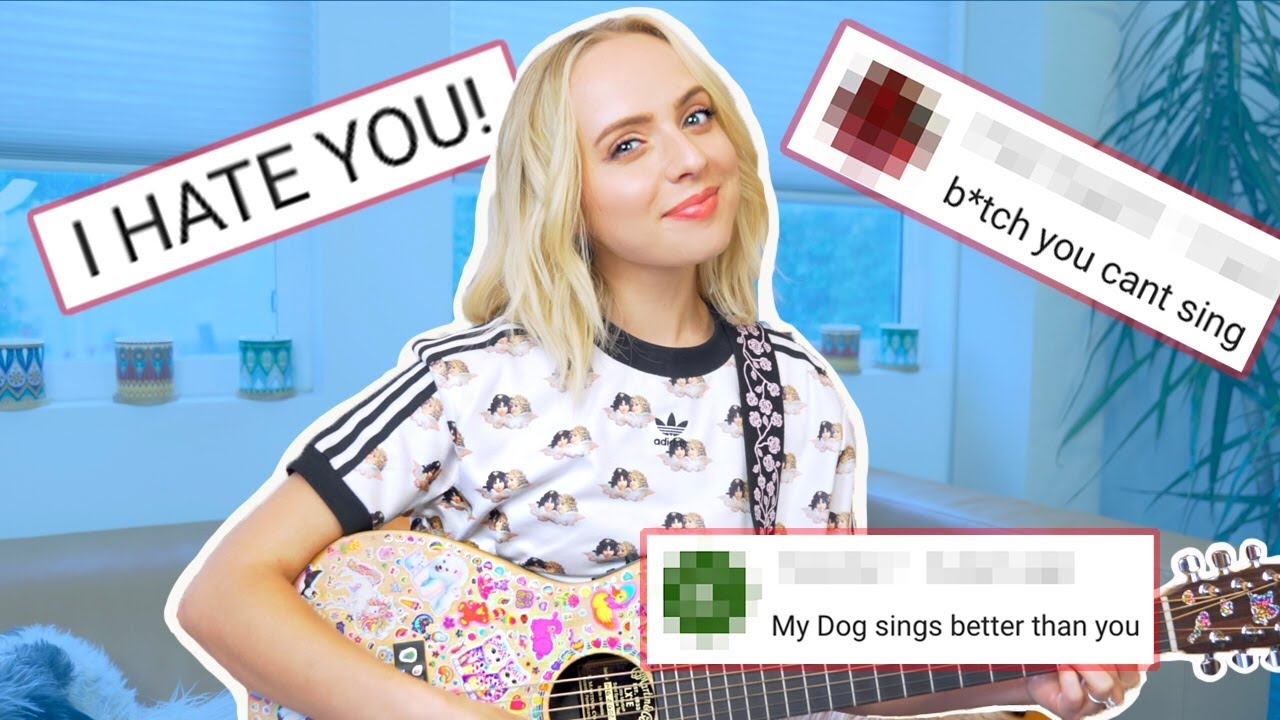 I HATE YOU!
b*tch you cant sing
adidas
My Dog sings better than you